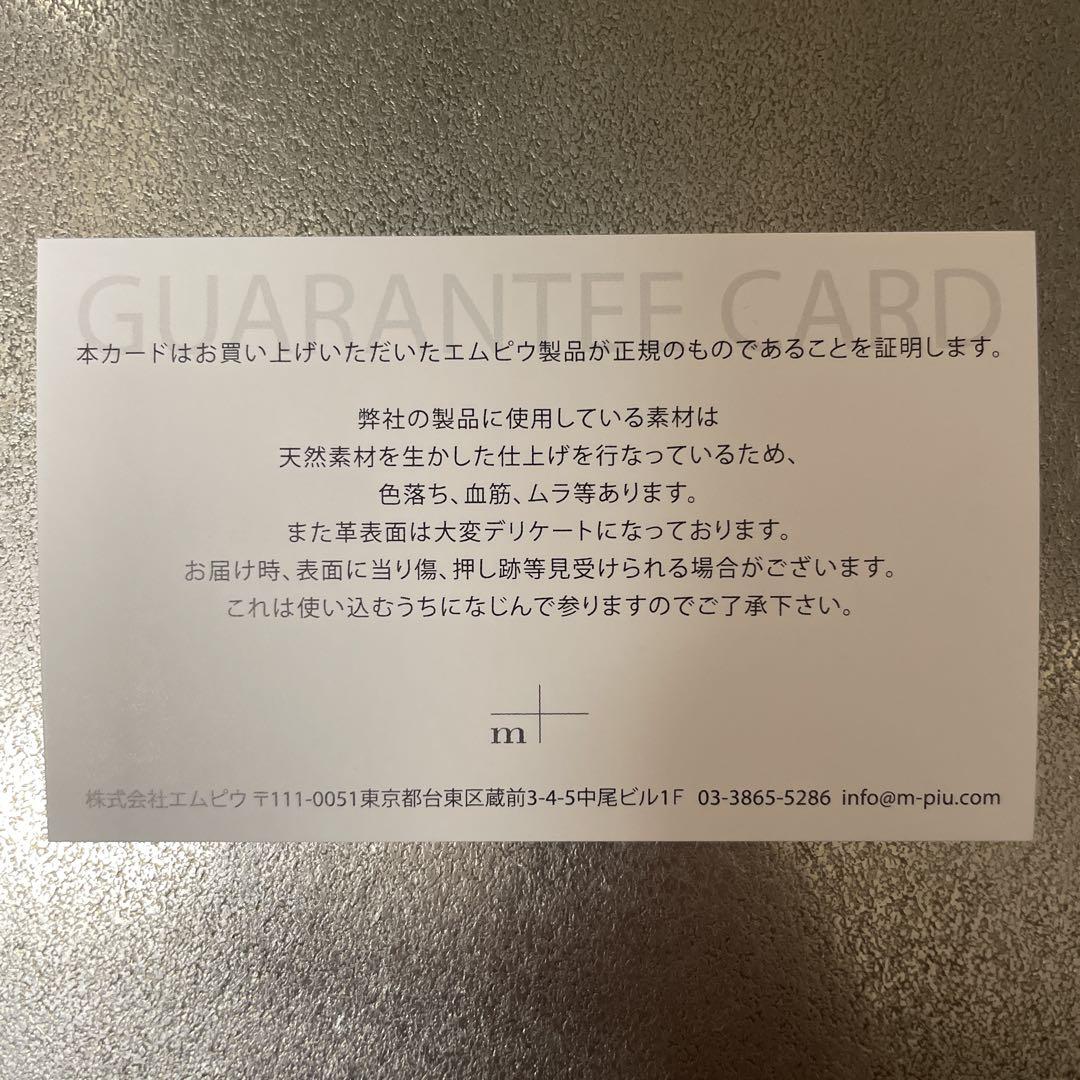 GUARANTEE CARD
本カードはお買い上げいただいたエムピウ製品が正規のものであることを証明します。
弊社の製品に使用している素材は
天然素材を生かした仕上げを行なっているため、
色落ち、血筋、ムラ等あります。
また革表面は大変デリケートになっております。
お届け時、表面に当り傷、押し跡等見受けられる場合がございます。
これは使い込むうちになじんで参りますのでご了承下さい。
m+
株式会社エムピウ 〒111-0051東京都台東区蔵前3-4-5中尾ビル1F 03-3865-5286 info@m-piu.com